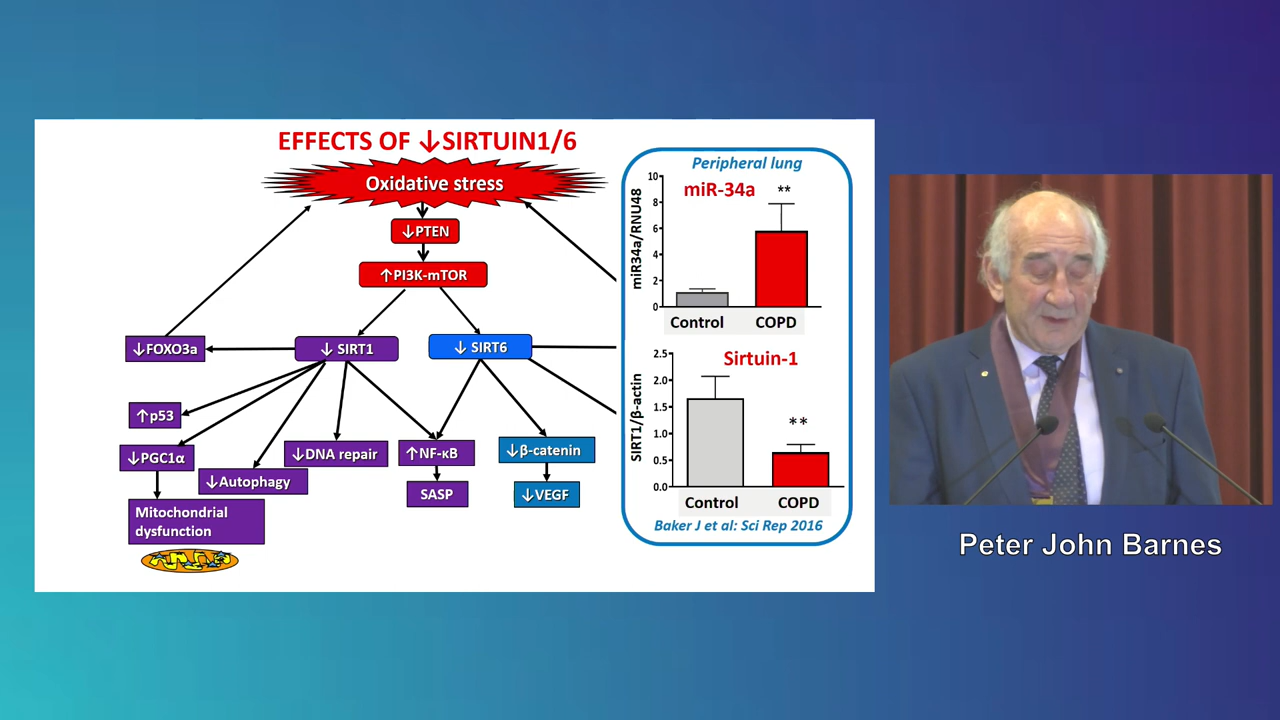 EFFECTS OF ↓SIRTUIN1/6
Oxidative stress
↓PTEN
↑PI3K-mTOR
↓FOXO3a
↓ SIRT1
↓ SIRT6
↑p53
↓PGC1α
↓Autophagy
↓DNA repair
↑NF-κB
↓β-catenin
SASP
↓VEGF
Mitochondrial
dysfunction
Peripheral lung
miR-34a
**
miR34a/RNU48
10
8
6
4
2
0
Control
COPD
Sirtuin-1
**
SIRT1/β-actin
2.5
2.0
1.5
1.0
0.5
0.0
Control
COPD
Baker J et al: Sci Rep 2016
Peter John Barnes